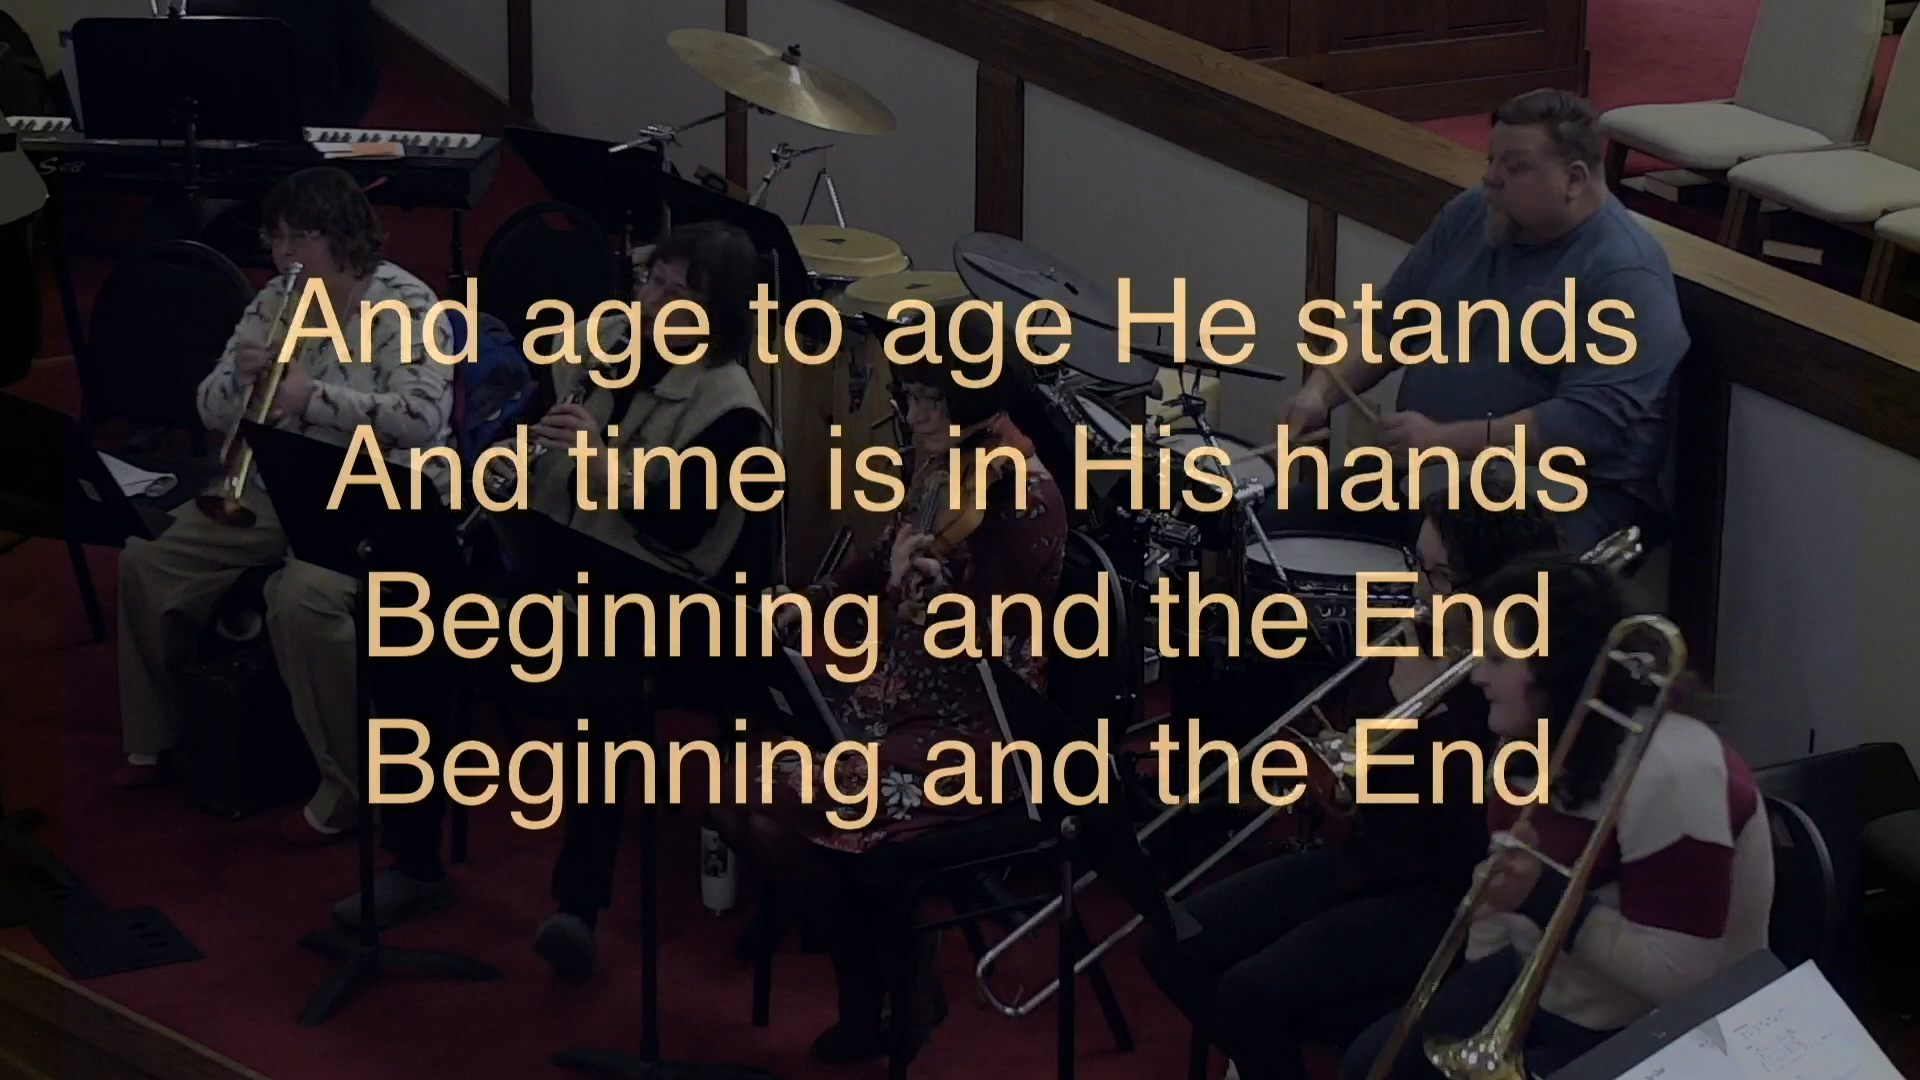 And age to age He stands
And time is in His hands
Beginning and the End
Beginning and the End